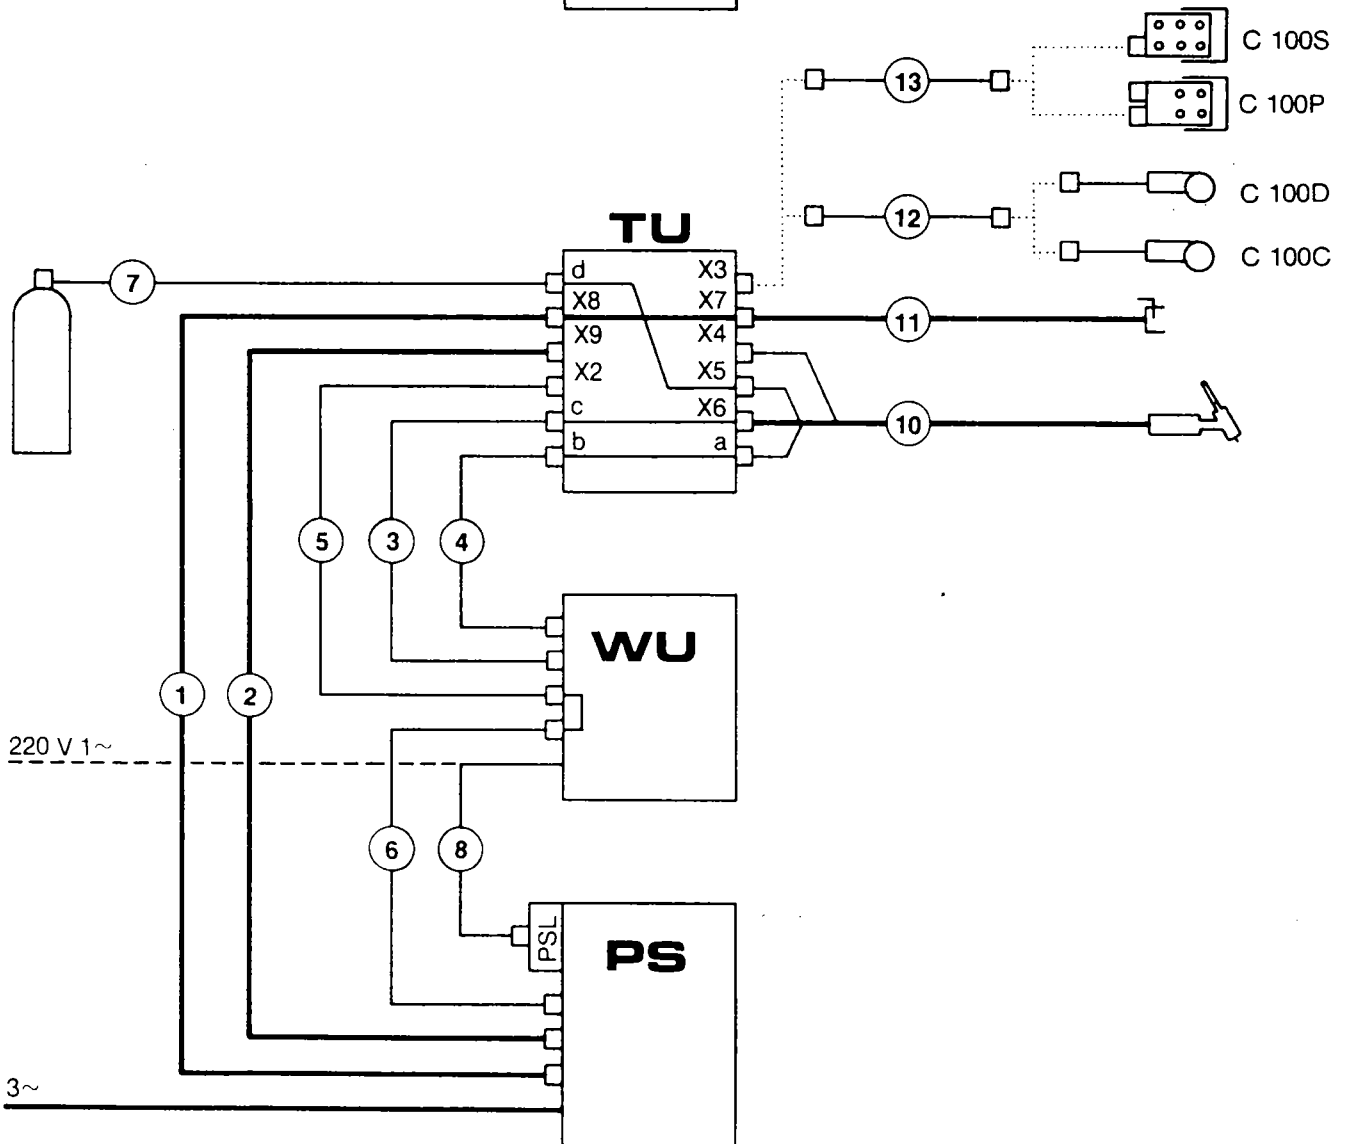 C 100S
13
C 100P
C 100D
12
C 100C
TU
7
d X3
X8 X7
11
X9 X4
X2 X5
c X6
10
b a
5 3 4
WU
1 2
220 V 1~
6 8
PSL
PS
3~